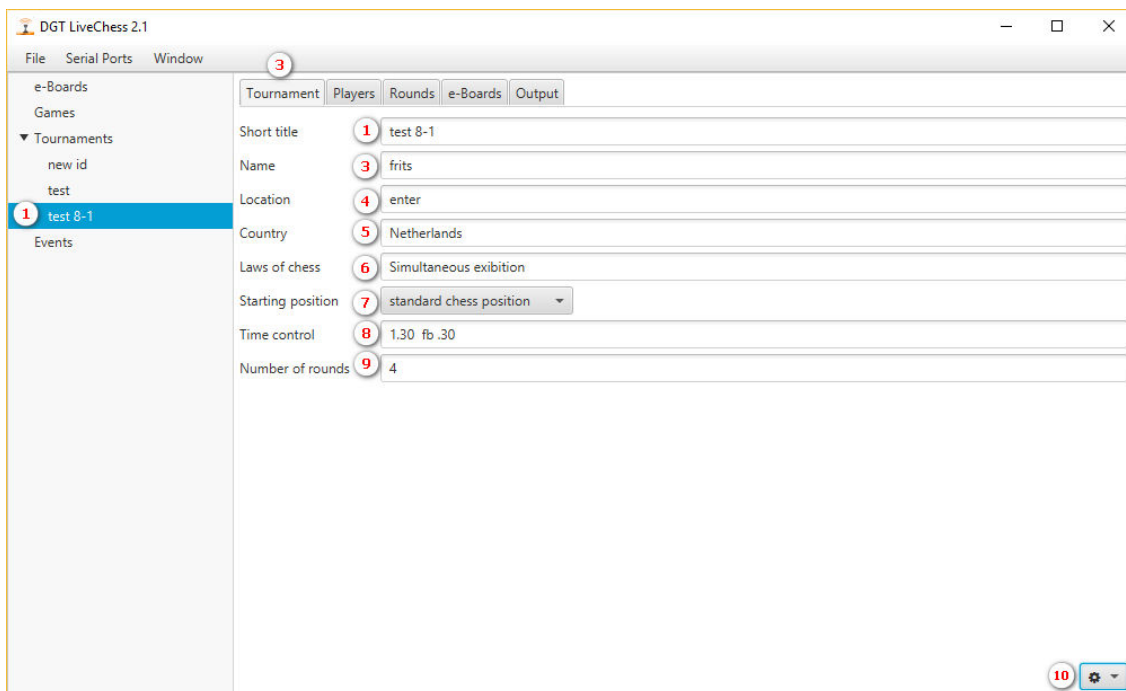 DGT LiveChess 2.1
File Serial Ports Window
3
e-Boards
Games
Tournaments
new id
test
1 test 8-1
Events
Tournament Players Rounds e-Boards Output
Short title 1 test 8-1
Name 3 frits
Location 4 enter
Country 5 Netherlands
Laws of chess 6 Simultaneous exibition
Starting position 7 standard chess position
Time control 8 1.30 fb .30
Number of rounds 9 4
10